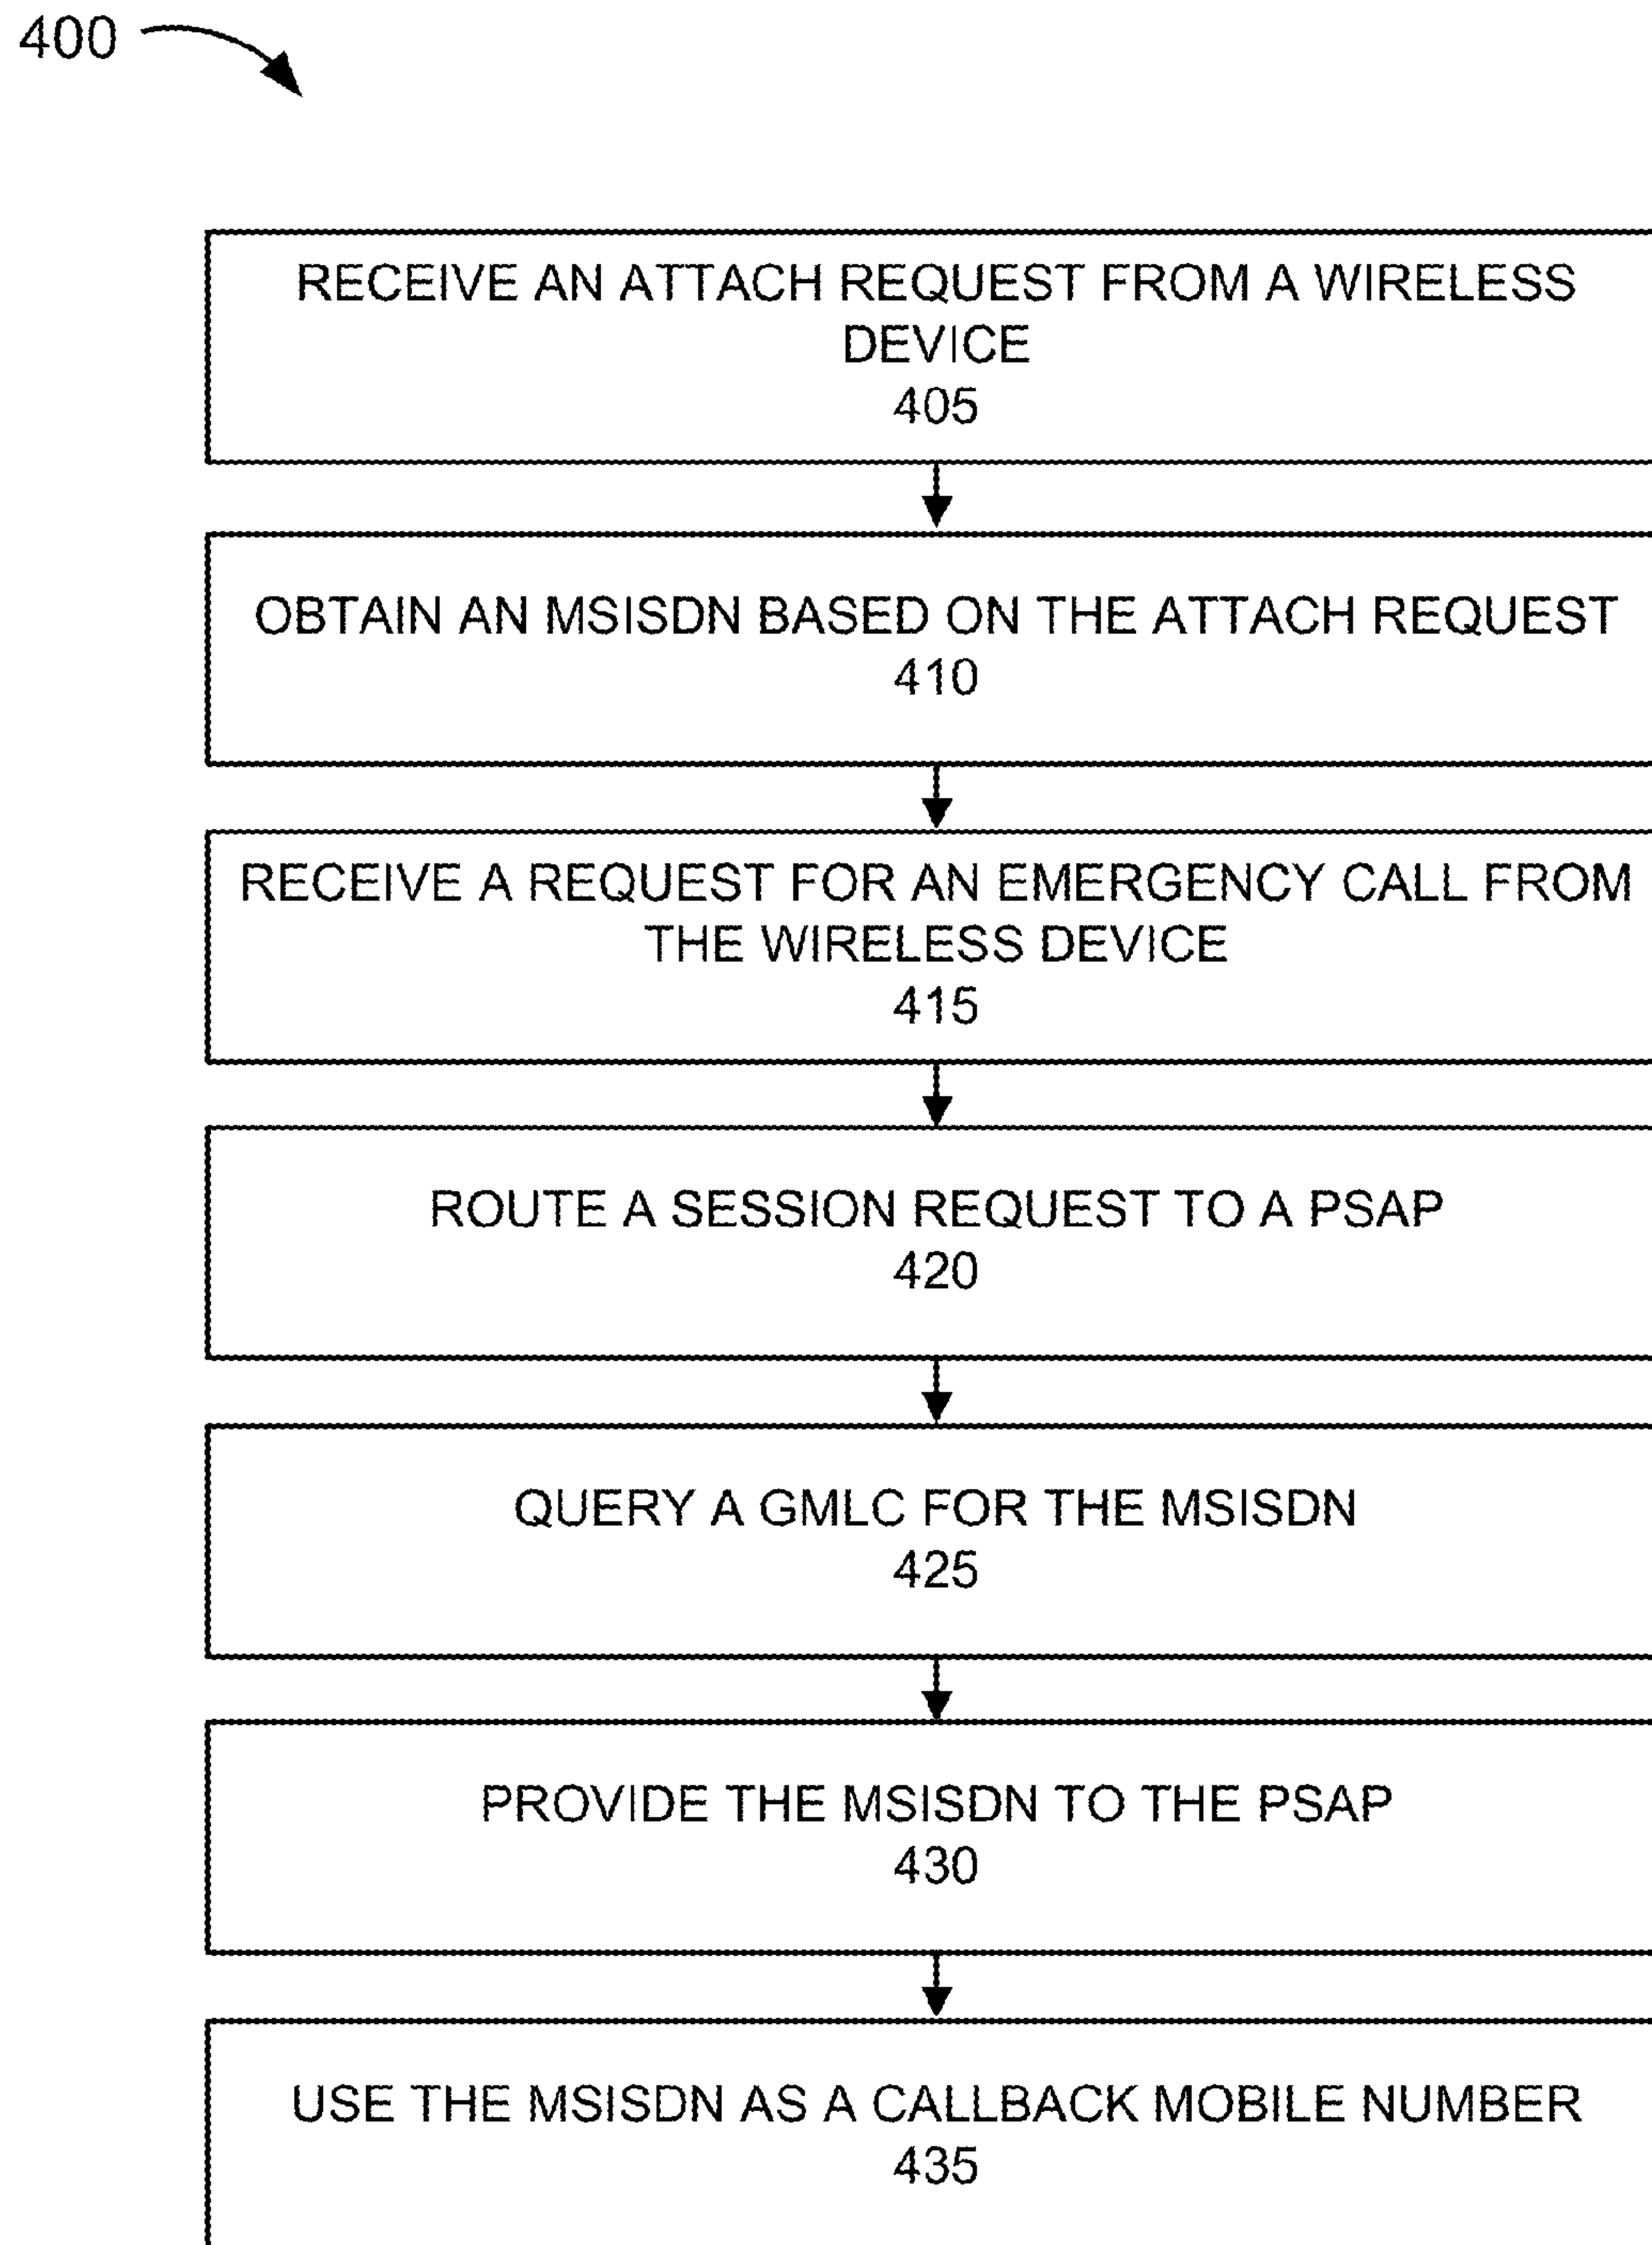 400
RECEIVE AN ATTACH REQUEST FROM A WIRELESS
DEVICE
405
OBTAIN AN MSISDN BASED ON THE ATTACH REQUEST
410
RECEIVE A REQUEST FOR AN EMERGENCY CALL FROM
THE WIRELESS DEVICE
415
ROUTE A SESSION REQUEST TO A PSAP
420
QUERY A GMLC FOR THE MSISDN
425
PROVIDE THE MSISDN TO THE PSAP
430
USE THE MSISDN AS A CALLBACK MOBILE NUMBER
435